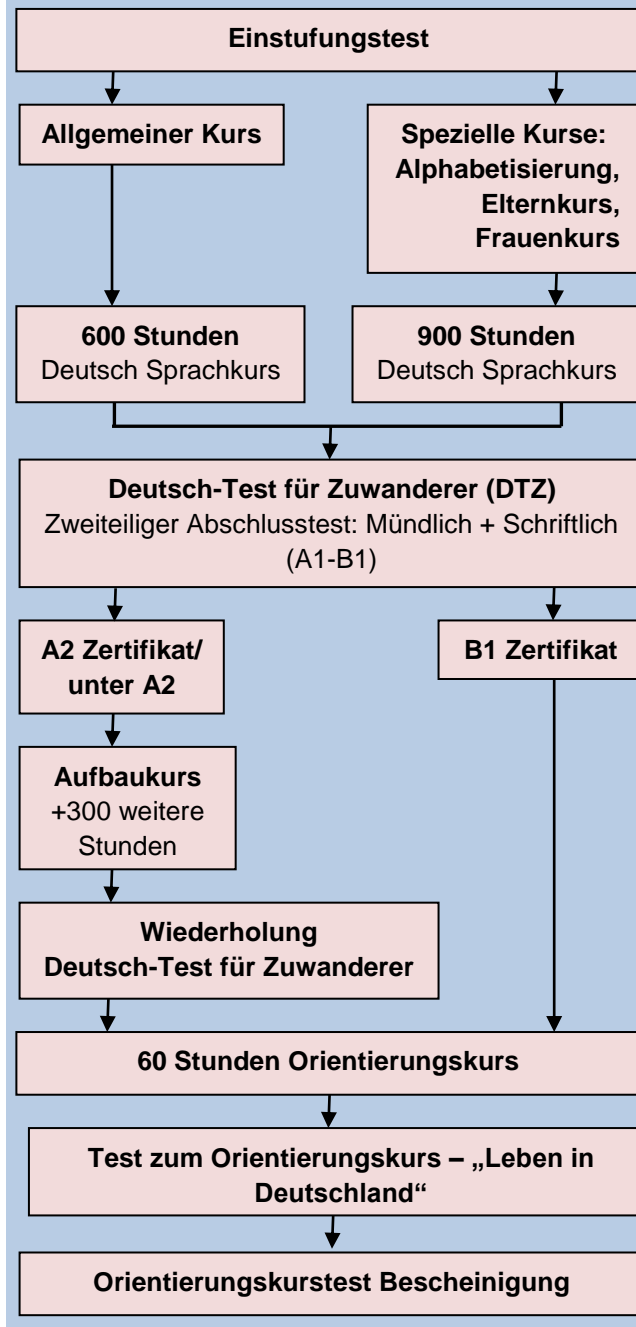 Einstufungstest
Allgemeiner Kurs
Spezielle Kurse:
Alphabetisierung,
Elternkurs,
Frauenkurs
600 Stunden
Deutsch Sprachkurs
900 Stunden
Deutsch Sprachkurs
Deutsch-Test für Zuwanderer (DTZ)
Zweiteiliger Abschlusstest: Mündlich + Schriftlich
(A1-B1)
A2 Zertifikat/
unter A2
B1 Zertifikat
Aufbaukurs
+300 weitere
Stunden
Wiederholung
Deutsch-Test für Zuwanderer
60 Stunden Orientierungskurs
Test zum Orientierungskurs – „Leben in
Deutschland“
Orientierungskurstest Bescheinigung